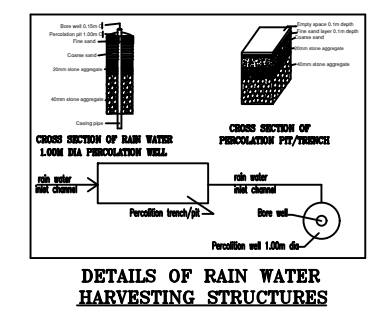 Bore well 0.15m
Percolation pit 1.00m
Fine sand
Coarse sand
20mm stone aggregate
40mm stone aggregate
Casing pipe
CROSS SECTION OF RAIN WATER
1.00M DIA PERCOLATION WELL
Empty space 0.1m depth
Fine sand layer 0.1m depth
Coarse sand
20mm stone aggregate
40mm stone aggregate
CROSS SECTION OF
PERCOLATION PIT/TRENCH
rain water
inlet channel
Percolition trench/pit
rain water
inlet channel
Bore well
Percolition well 1.00m dia
DETAILS OF RAIN WATER
HARVESTING STRUCTURES